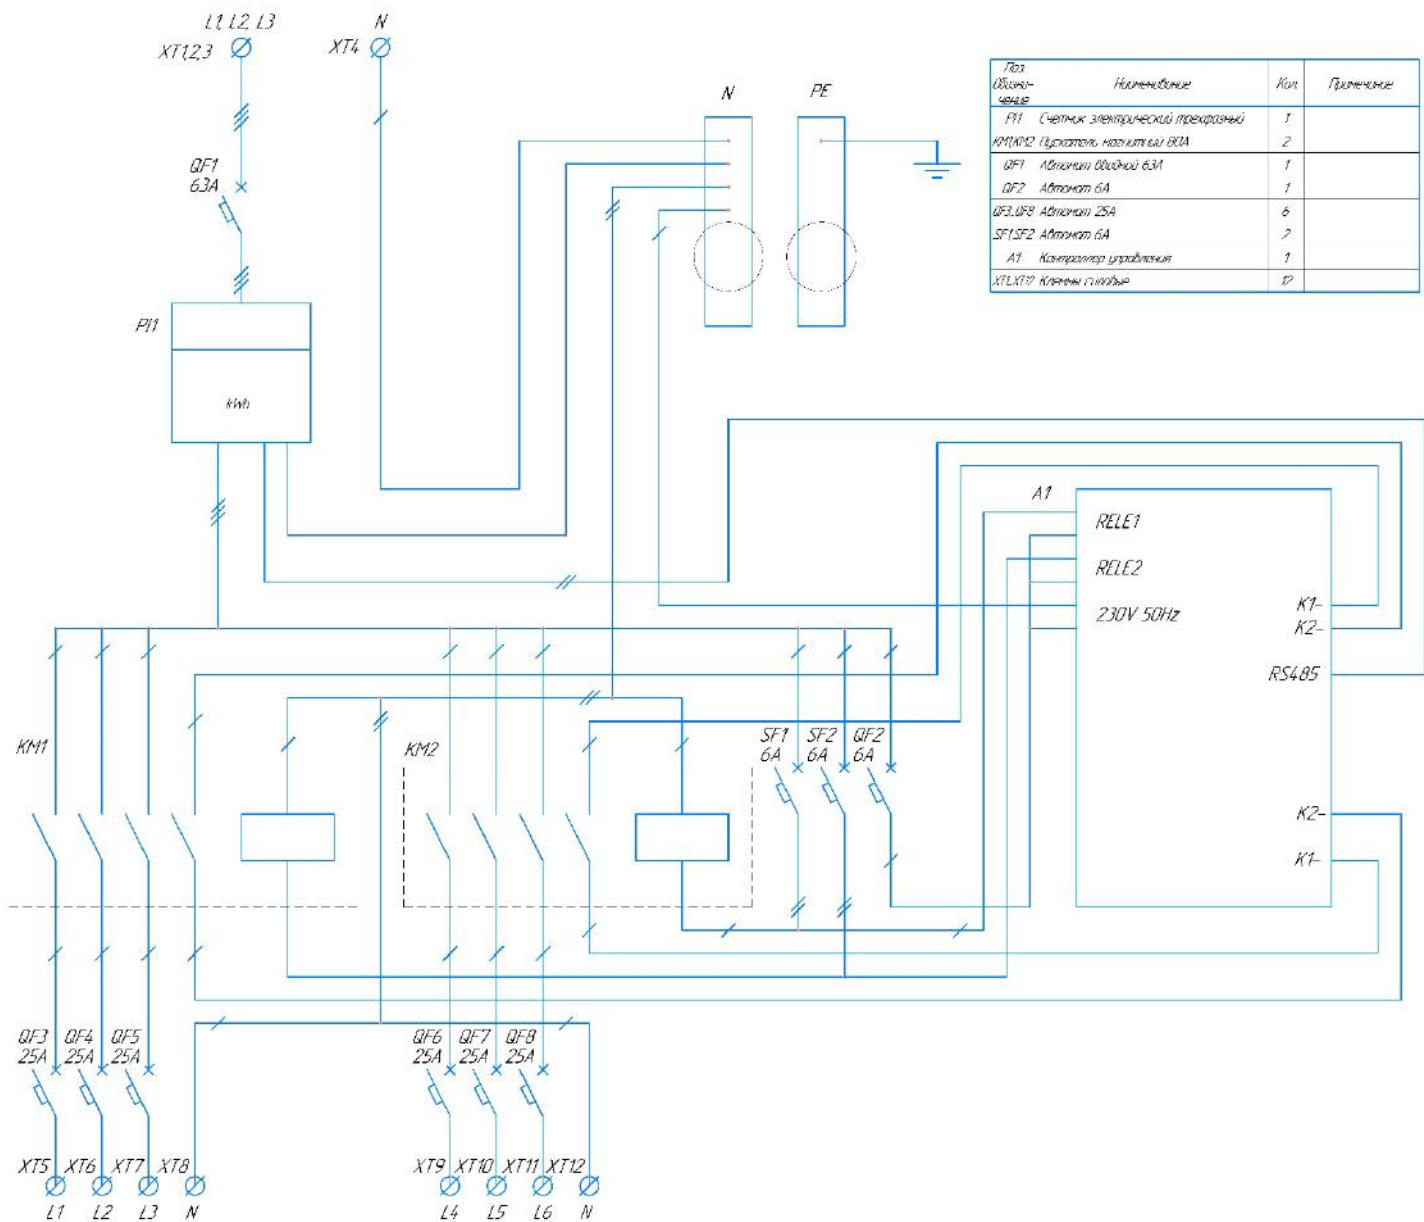 L1, L2, L3
N
XT1,2,3
XT4
N
PE
Поз. Обозна-
чение
Наименование
Кол.
Примечание
PI1 Счетчик электрический трехфазный 1
KM1,KM2 Пускатель магнитный 80А 2
QF1 Автомат вводной 63А 1
QF2 Автомат 6А 1
QF3..QF8 Автомат 25А 6
SF1,SF2 Автомат 6А 2
A1 Контроллер управления 1
XT1..XT12 Клеммы силовые 12
QF1
63A
PI1
kWh
A1
RELE1
RELE2
230V 50Hz
K1-
K2-
RS485
K2-
K1-
KM1
KM2
SF1
6A
SF2
6A
QF2
6A
QF3
25A
QF4
25A
QF5
25A
QF6
25A
QF7
25A
QF8
25A
XT5
XT6
XT7
XT8
XT9
XT10
XT11
XT12
L1
L2
L3
N
L4
L5
L6
N